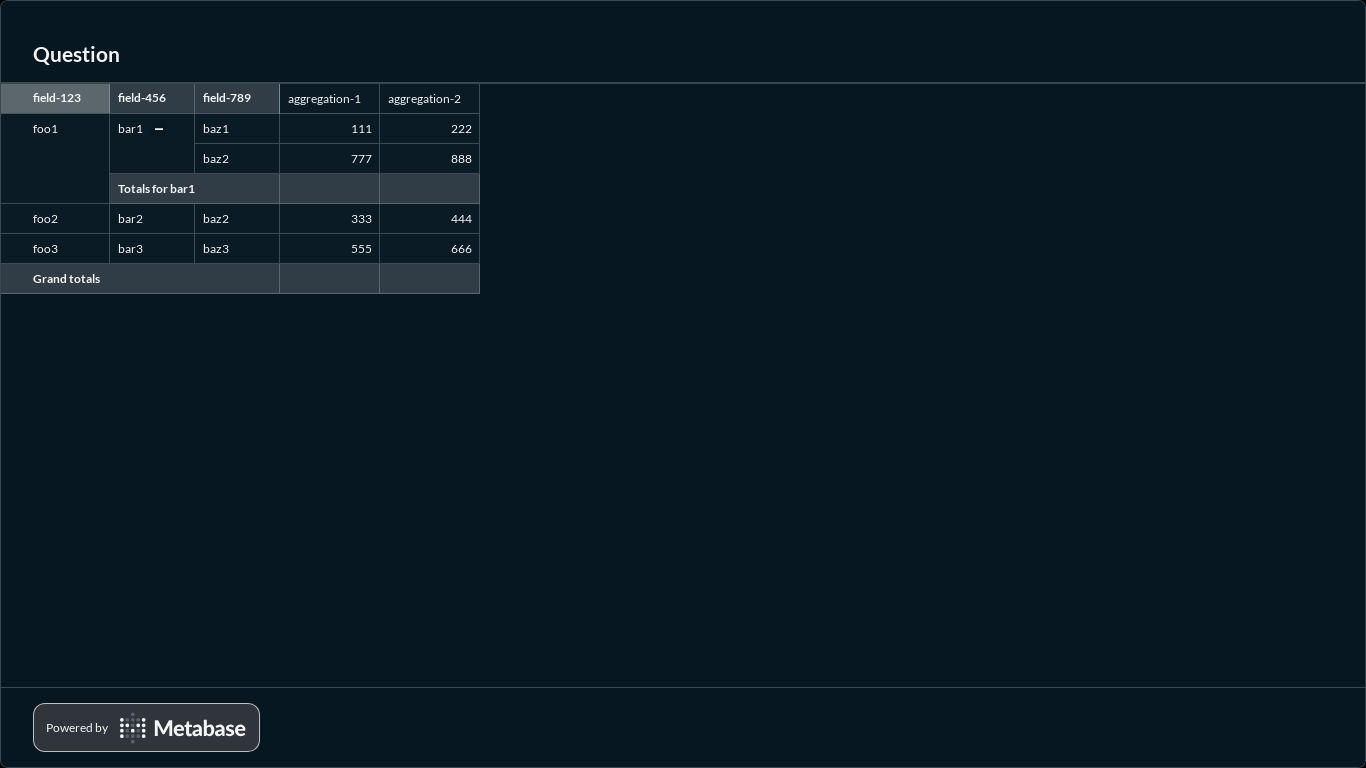 Question
field-123 field-456 field-789 aggregation-1 aggregation-2
foo1 bar1 – baz1 111 222
baz2 777 888
Totals for bar1
foo2 bar2 baz2 333 444
foo3 bar3 baz3 555 666
Grand totals
Powered by Metabase